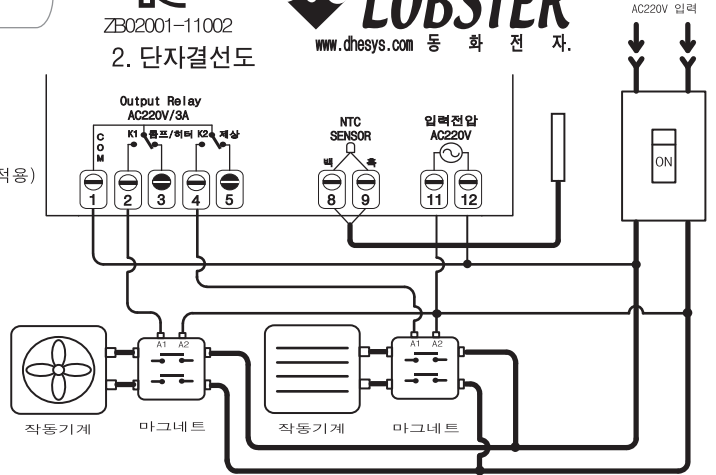 ZB02001-11002
LOBSTER
www.dhesys.com 동 화 전 자.
AC220V 입력
2. 단자결선도
Output Relay
AC220V/3A
COM
K1 콤프/히터 K2 제상
NTC
SENSOR
백 흑
입력전압
AC220V
ON
적용)
1 2 3 4 5 8 9 11 12
A1 A2
A1 A2
작동기계
마그네트
작동기계
마그네트